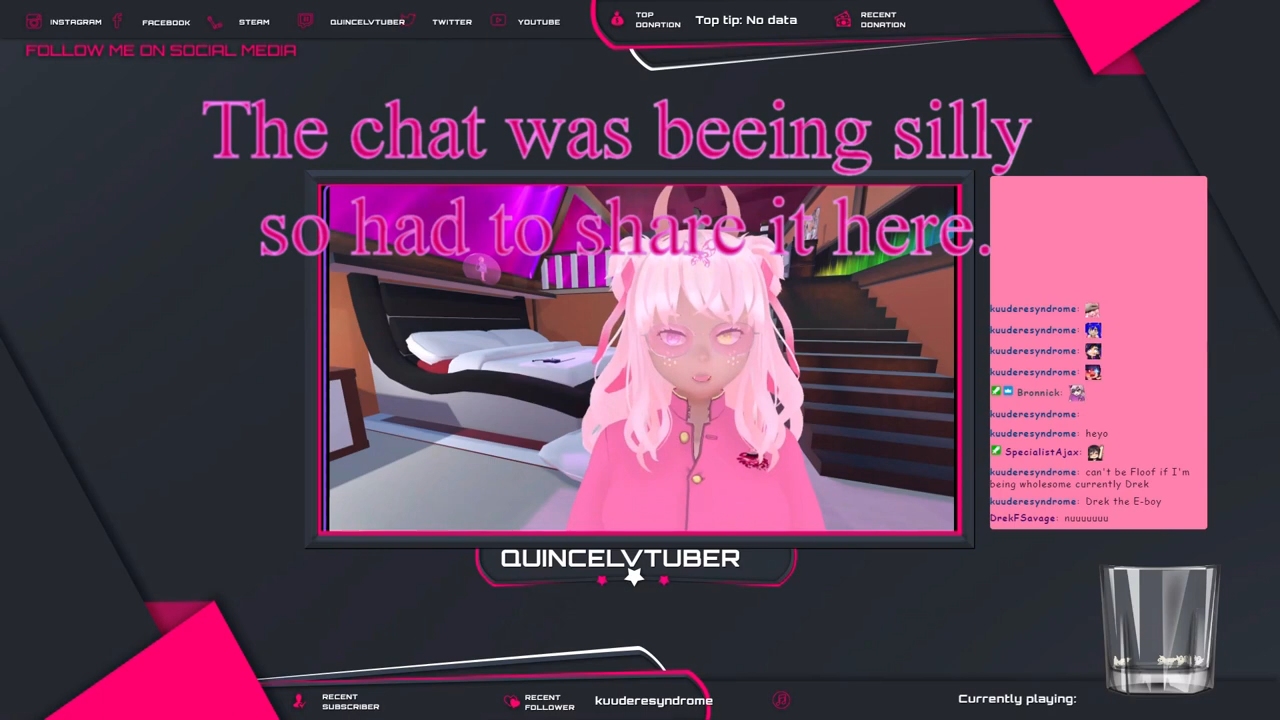 INSTAGRAM
FACEBOOK
STEAM
QUINCELVTUBER
TWITTER
YOUTUBE
TOP
DONATION
Top tip: No data
RECENT
DONATION
FOLLOW ME ON SOCIAL MEDIA
The chat was beeing silly
so had to share it here.
kuuderesyndrome:
kuuderesyndrome:
kuuderesyndrome:
kuuderesyndrome:
Brannick:
kuuderesyndrome:
kuuderesyndrome: heyo
SpecialistAjax:
kuuderesyndrome: can't be Floof if I'm
being wholesome currently Drek
kuuderesyndrome: Drek the E-boy
DrekFSavage: nuuuuuuu
QUINCELVTUBER
RECENT
SUBSCRIBER
RECENT
FOLLOWER
kuuderesyndrome
Currently playing: